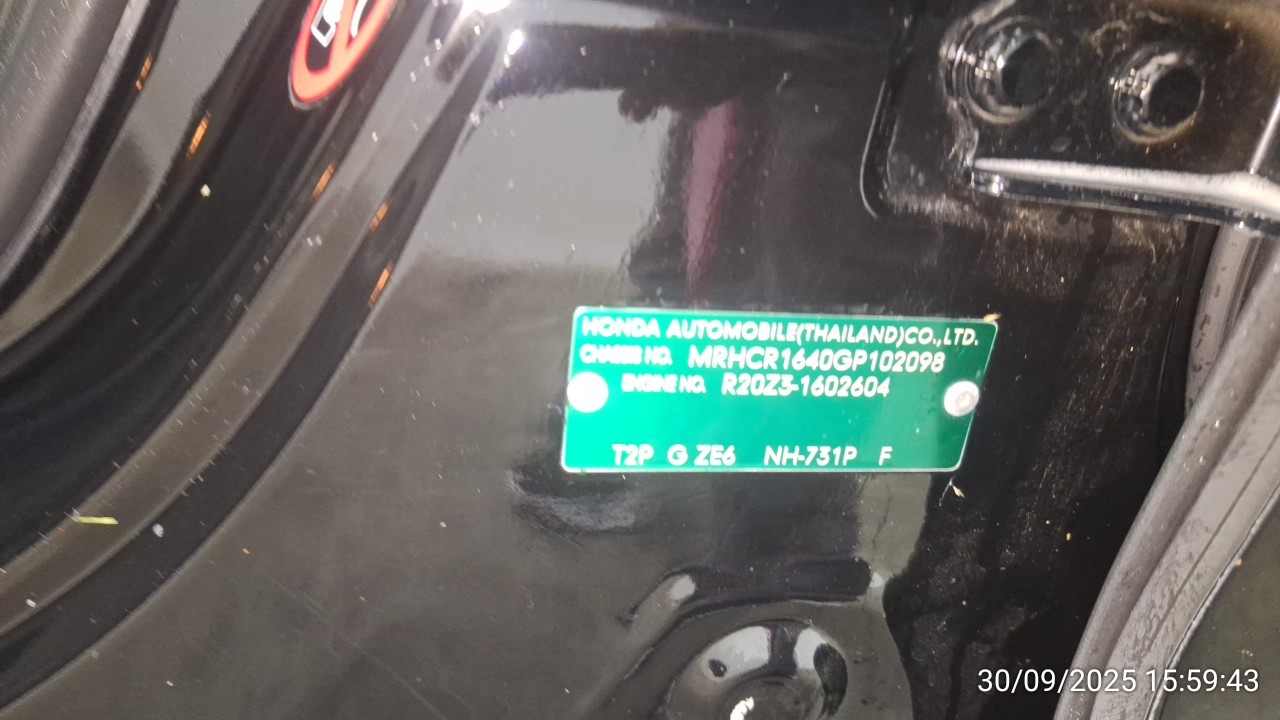 HONDA AUTOMOBILE(THAILAND)CO.,LTD.
CHASSIS NO. MRHCR1640GP102098
ENGINE NO. R20Z3-1602604
T2P G ZE6 NH-731P F
30/09/2025 15:59:43